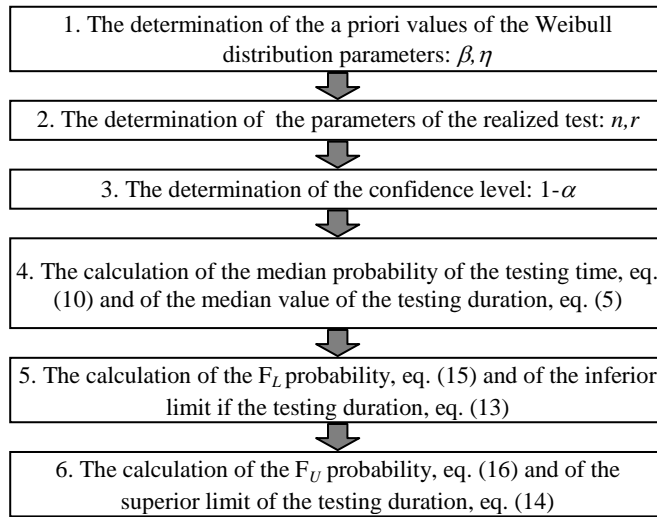 1. The determination of the a priori values of the Weibull
distribution parameters: β,η
2. The determination of the parameters of the realized test: n,r
3. The determination of the confidence level: 1-α
4. The calculation of the median probability of the testing time, eq.
(10) and of the median value of the testing duration, eq. (5)
5. The calculation of the F_L probability, eq. (15) and of the inferior
limit if the testing duration, eq. (13)
6. The calculation of the F_U probability, eq. (16) and of the
superior limit of the testing duration, eq. (14)